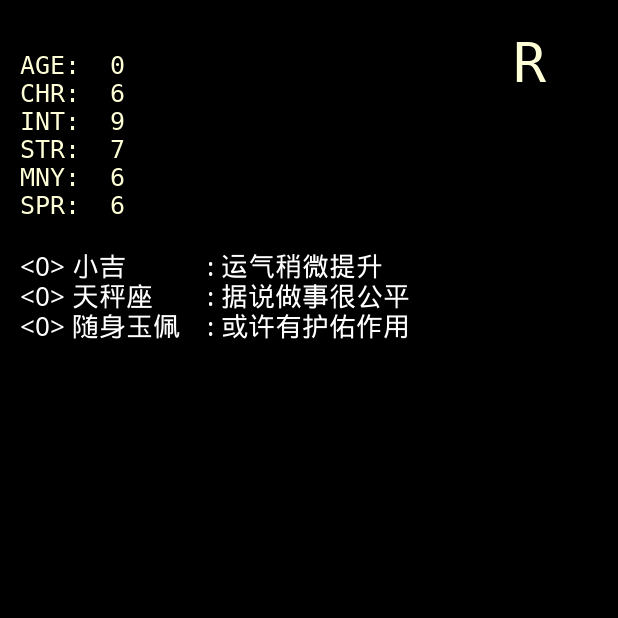 R
AGE: 0
CHR: 6
INT: 9
STR: 7
MNY: 6
SPR: 6
<O> 小吉 : 运气稍微提升
<O> 天秤座 : 据说做事很公平
<O> 随身玉佩 : 或许有护佑作用